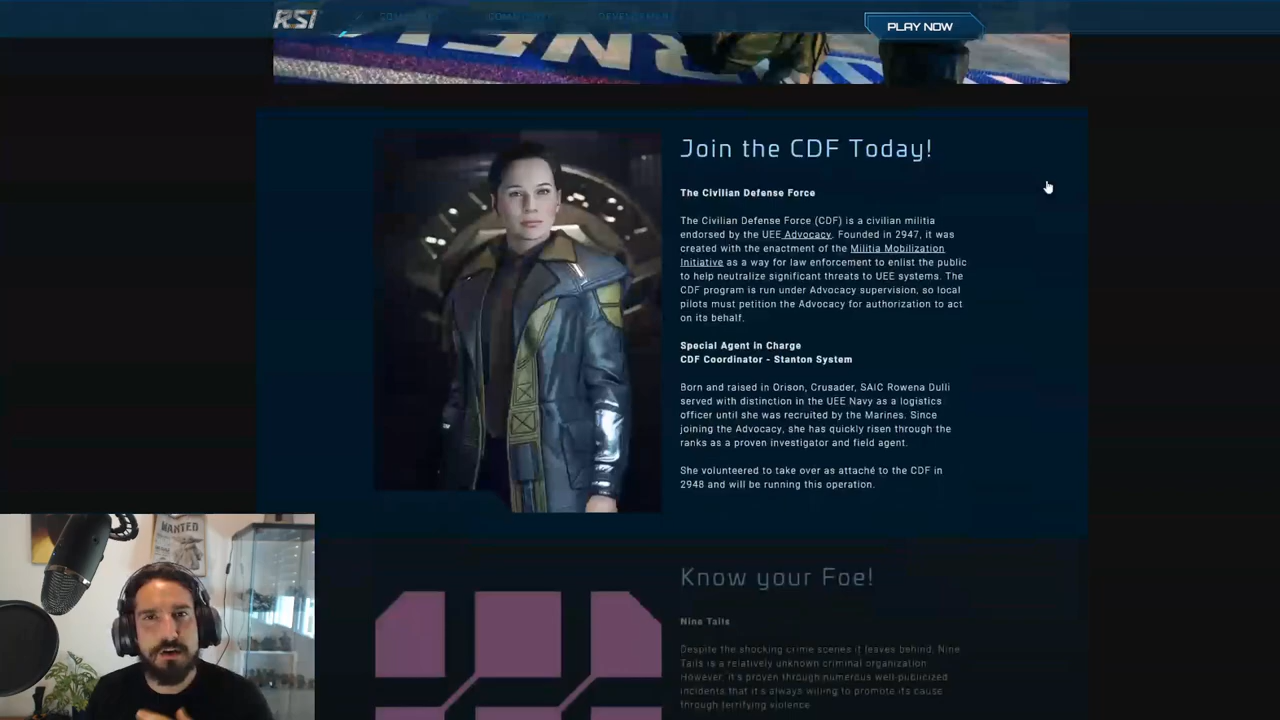 RSI
COMMUNITY
DEVELOPMENT
PLAY NOW
Join the CDF Today!
The Civilian Defense Force
The Civilian Defense Force (CDF) is a civilian militia
endorsed by the UEE Advocacy. Founded in 2947, it was
created with the enactment of the Militia Mobilization
Initiative as a way for law enforcement to enlist the public
to help neutralize significant threats to UEE systems. The
CDF program is run under Advocacy supervision, so local
pilots must petition the Advocacy for authorization to act
on its behalf.
Special Agent in Charge
CDF Coordinator - Stanton System
Born and raised in Orison, Crusader, SAIC Rowena Dulli
served with distinction in the UEE Navy as a logistics
officer until she was recruited by the Marines. Since
joining the Advocacy, she has quickly risen through the
ranks as a proven investigator and field agent.
She volunteered to take over as attaché to the CDF in
2948 and will be running this operation.
WANTED
Know your Foe!
Nine Tails
Despite the shocking crime scenes it leaves behind, Nine
Tails is a relatively unknown criminal organization.
However, it's proven through numerous well-publicized
incidents that it's always willing to promote its cause
through terrifying violence.